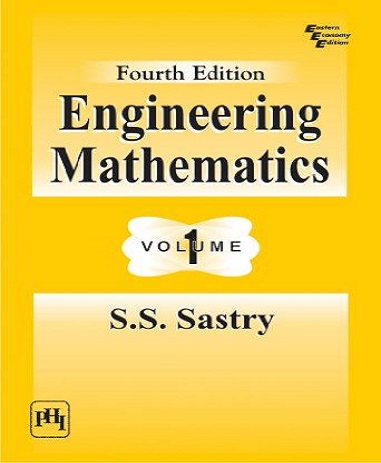 Eastern
Economy
Edition
Fourth Edition
Engineering
Mathematics
VOLUME 1
S.S. Sastry
PHI